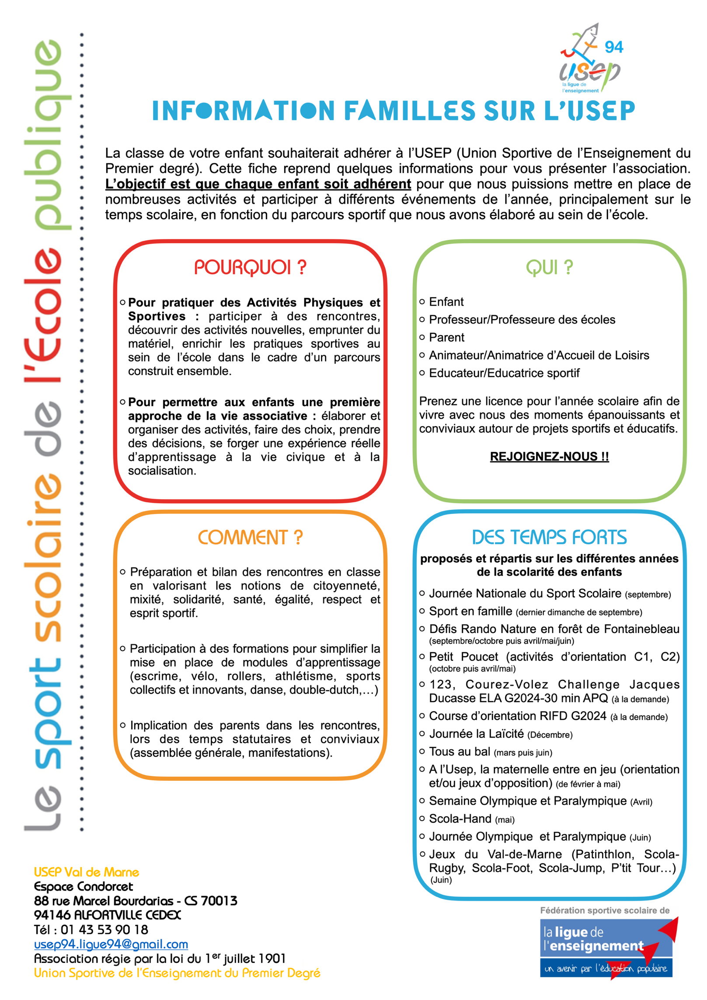 Le sport scolaire de l'Ecole publique
94
usep
la ligue de
l'enseignement
INFORMATION FAMILLES SUR L'USEP
La classe de votre enfant souhaiterait adhérer à l'USEP (Union Sportive de l'Enseignement du
Premier degré). Cette fiche reprend quelques informations pour vous présenter l'association.
L'objectif est que chaque enfant soit adhérent pour que nous puissions mettre en place de
nombreuses activités et participer à différents événements de l'année, principalement sur le
temps scolaire, en fonction du parcours sportif que nous avons élaboré au sein de l'école.
POURQUOI ?
○ Pour pratiquer des Activités Physiques et
Sportives : participer à des rencontres,
découvrir des activités nouvelles, emprunter du
matériel, enrichir les pratiques sportives au
sein de l'école dans le cadre d'un parcours
construit ensemble.
○ Pour permettre aux enfants une première
approche de la vie associative : élaborer et
organiser des activités, faire des choix, prendre
des décisions, se forger une expérience réelle
d'apprentissage à la vie civique et à la
socialisation.
QUI ?
○ Enfant
○ Professeur/Professeure des écoles
○ Parent
○ Animateur/Animatrice d'Accueil de Loisirs
○ Educateur/Educatrice sportif
Prenez une licence pour l'année scolaire afin de
vivre avec nous des moments épanouissants et
conviviaux autour de projets sportifs et éducatifs.
REJOIGNEZ-NOUS !!
COMMENT ?
○ Préparation et bilan des rencontres en classe
en valorisant les notions de citoyenneté,
mixité, solidarité, santé, égalité, respect et
esprit sportif.
○ Participation à des formations pour simplifier la
mise en place de modules d'apprentissage
(escrime, vélo, rollers, athlétisme, sports
collectifs et innovants, danse, double-dutch,…)
○ Implication des parents dans les rencontres,
lors des temps statutaires et conviviaux
(assemblée générale, manifestations).
DES TEMPS FORTS
proposés et répartis sur les différentes années
de la scolarité des enfants
○ Journée Nationale du Sport Scolaire (septembre)
○ Sport en famille (dernier dimanche de septembre)
○ Défis Rando Nature en forêt de Fontainebleau
(septembre/octobre puis avril/mai/juin)
○ Petit Poucet (activités d'orientation C1, C2)
(octobre puis avril/mai)
○ 123, Courez-Volez Challenge Jacques
Ducasse ELA G2024-30 min APQ (à la demande)
○ Course d'orientation RIFD G2024 (à la demande)
○ Journée la Laïcité (Décembre)
○ Tous au bal (mars puis juin)
○ A l'Usep, la maternelle entre en jeu (orientation
et/ou jeux d'opposition) (de février à mai)
○ Semaine Olympique et Paralympique (Avril)
○ Scola-Hand (mai)
○ Journée Olympique et Paralympique (Juin)
○ Jeux du Val-de-Marne (Patinthlon, Scola-
Rugby, Scola-Foot, Scola-Jump, P'tit Tour…)
(Juin)
USEP Val de Marne
Espace Condorcet
88 rue Marcel Bourdarias - CS 70013
94146 ALFORTVILLE CEDEX
Tél : 01 43 53 90 18
usep94.ligue94@gmail.com
Association régie par la loi du 1er juillet 1901
Union Sportive de l'Enseignement du Premier Degré
Fédération sportive scolaire de
la ligue de
l'enseignement
un avenir par l'éducation populaire